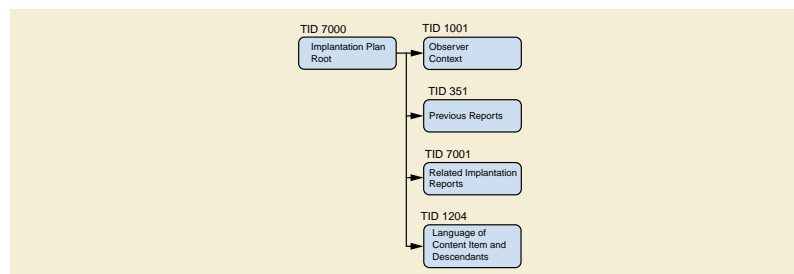 TID 7000
Implantation Plan
Root
TID 1001
Observer
Context
TID 351
Previous Reports
TID 7001
Related Implantation
Reports
TID 1204
Language of
Content Item and
Descendants